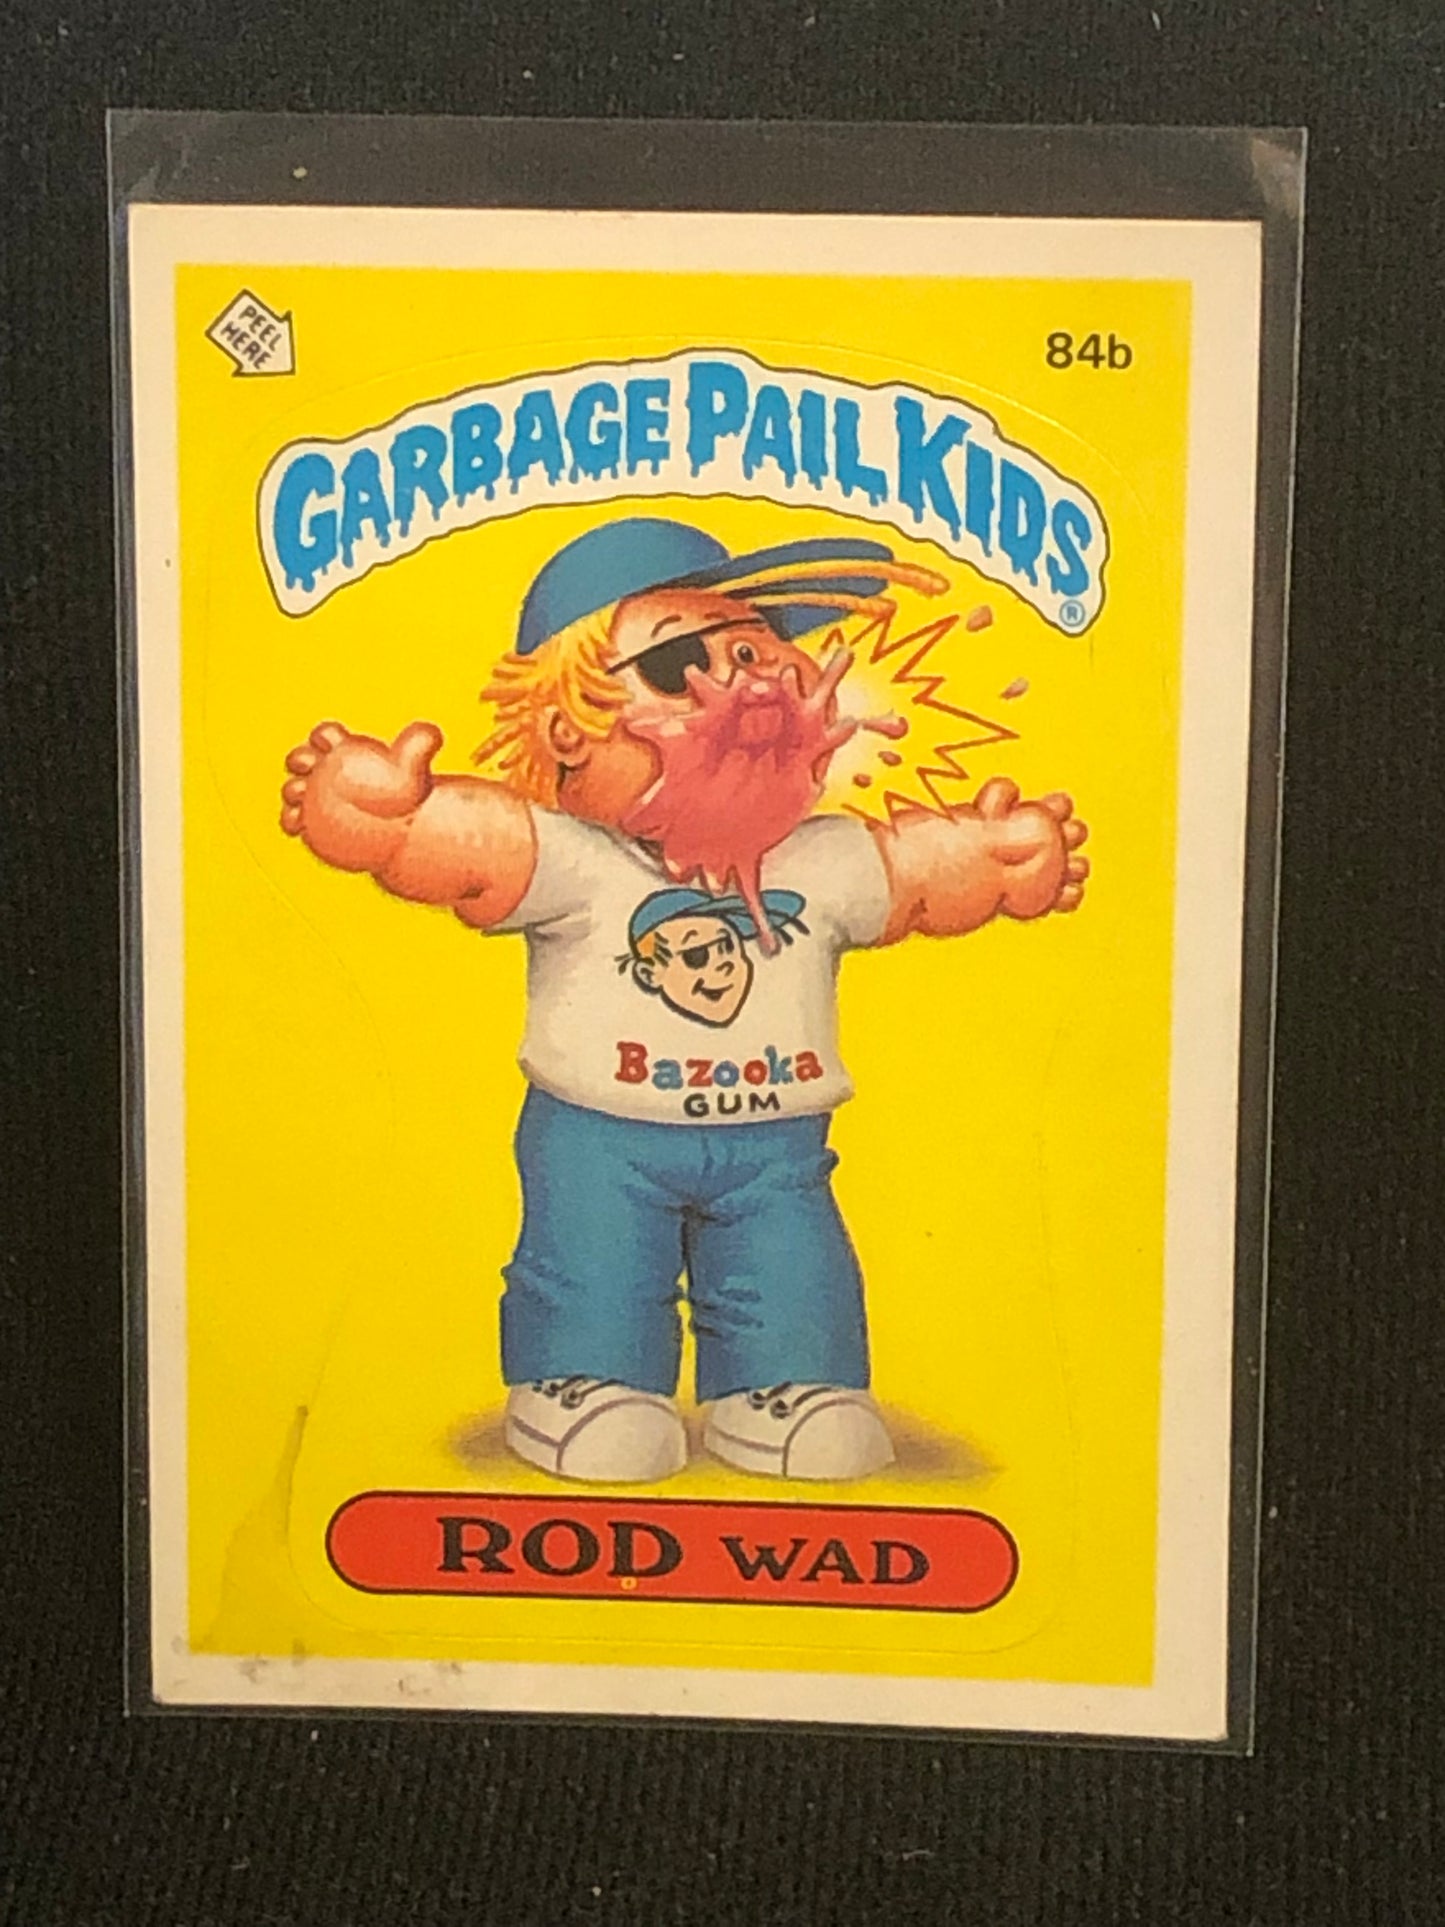 PEEL
HERE
84b
GARBAGE PAIL KIDS
®
Bazooka
GUM
ROD WAD